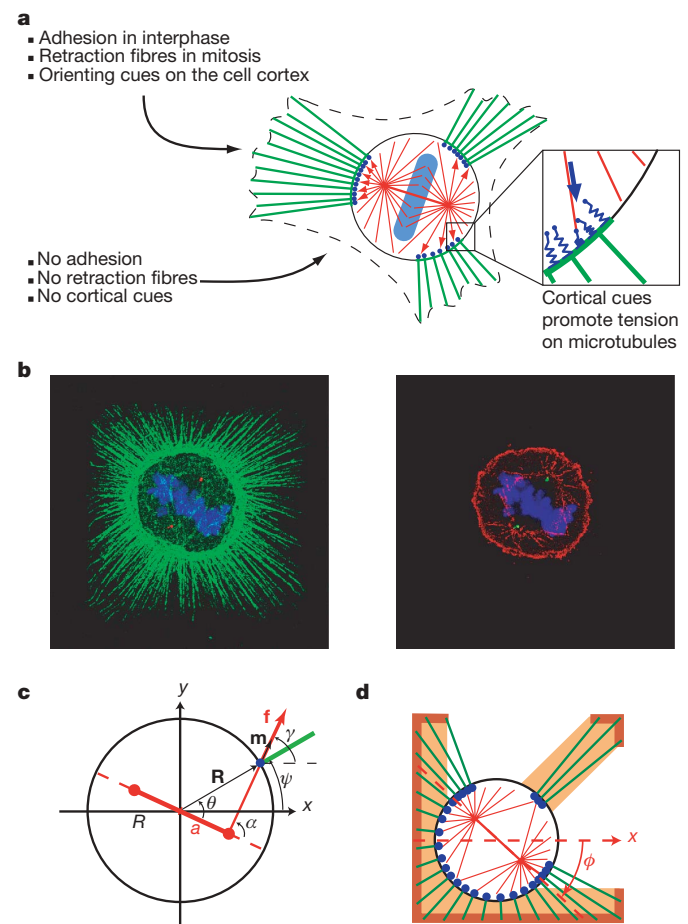 a
▪ Adhesion in interphase
▪ Retraction fibres in mitosis
▪ Orienting cues on the cell cortex
▪ No adhesion
▪ No retraction fibres
▪ No cortical cues
Cortical cues
promote tension
on microtubules
b
c
y
f
m
γ
R
ψ
θ
x
R
a
α
d
x
ϕ